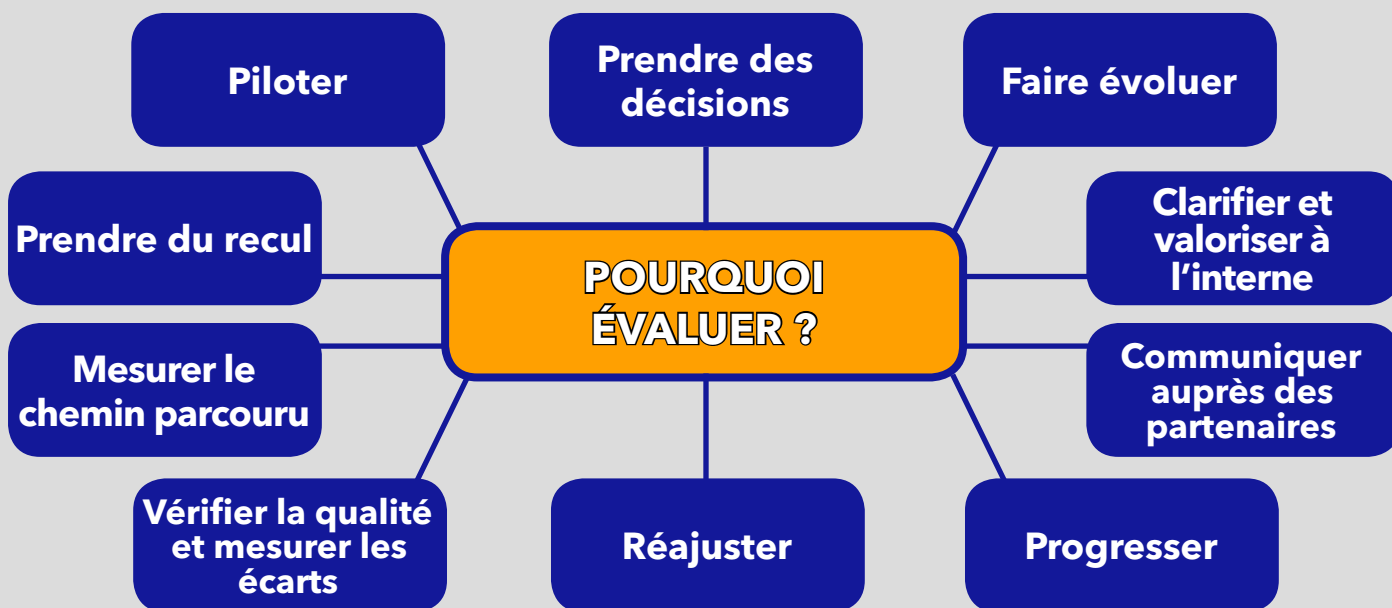 Piloter
Prendre des
décisions
Faire évoluer
Prendre du recul
Clarifier et
valoriser à
l’interne
POURQUOI
ÉVALUER ?
Mesurer le
chemin parcouru
Communiquer
auprès des
partenaires
Vérifier la qualité
et mesurer les
écarts
Réajuster
Progresser